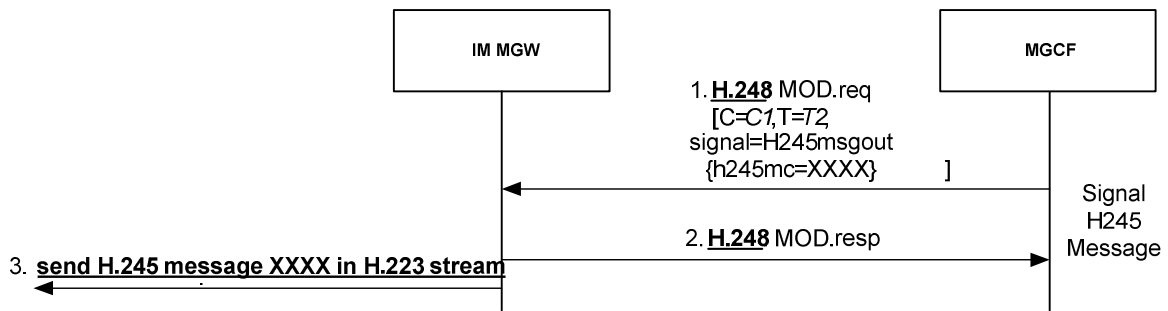 IM MGW
MGCF
1. H.248 MOD.req
[C=C1,T=T2,
signal=H245msgout
{h245mc=XXXX} ]
Signal
H245
Message
2. H.248 MOD.resp
3. send H.245 message XXXX in H.223 stream